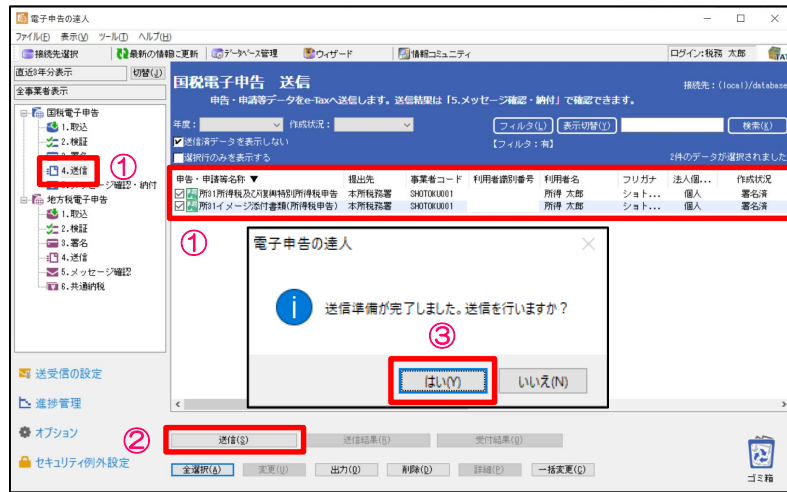 電子申告の達人
ファイル(F) 表示(V) ツール(T) ヘルプ(H)
接続先選択 最新の情報に更新 データベース管理 ウィザード 情報コミュニティ ログイン:税務 太郎
直近3年分表示 切替(J)
全事業者表示
国税電子申告 送信 接続先：(local)/database
申告・申請等データをe-Taxへ送信します。送信結果は「5.メッセージ確認・納付」で確認できます。
国税電子申告
1.取込
2.検証
4.送信
①
確認・納付
地方税電子申告
1.取込
2.検証
3.署名
4.送信
5.メッセージ確認
6.共通納税
年度： 作成状況： フィルタ(L) 表示切替(Y) 検索(K)
送信済データを表示しない 【フィルタ：有】
選択行のみを表示する 2件のデータが選択されました
申告・申請等名称 ▼ 提出先 事業者コード 利用者識別番号 利用者名 フリガナ 法人個... 作成状況
所31所得税及び復興特別所得税申告 本所税務署 SHOTOKU001 所得 太郎 ショト... 個人 署名済
所31イメージ添付書類(所得税申告) 本所税務署 SHOTOKU001 所得 太郎 ショト... 個人 署名済
①
電子申告の達人
送信準備が完了しました。送信を行いますか？
③
はい(Y) いいえ(N)
送受信の設定
進捗管理
オプション
セキュリティ例外設定
②
送信(S) 送信結果(R) 受付結果(U)
全選択(A) 変更(U) 出力(O) 削除(D) 詳細(P) 一括変更(C)
ゴミ箱